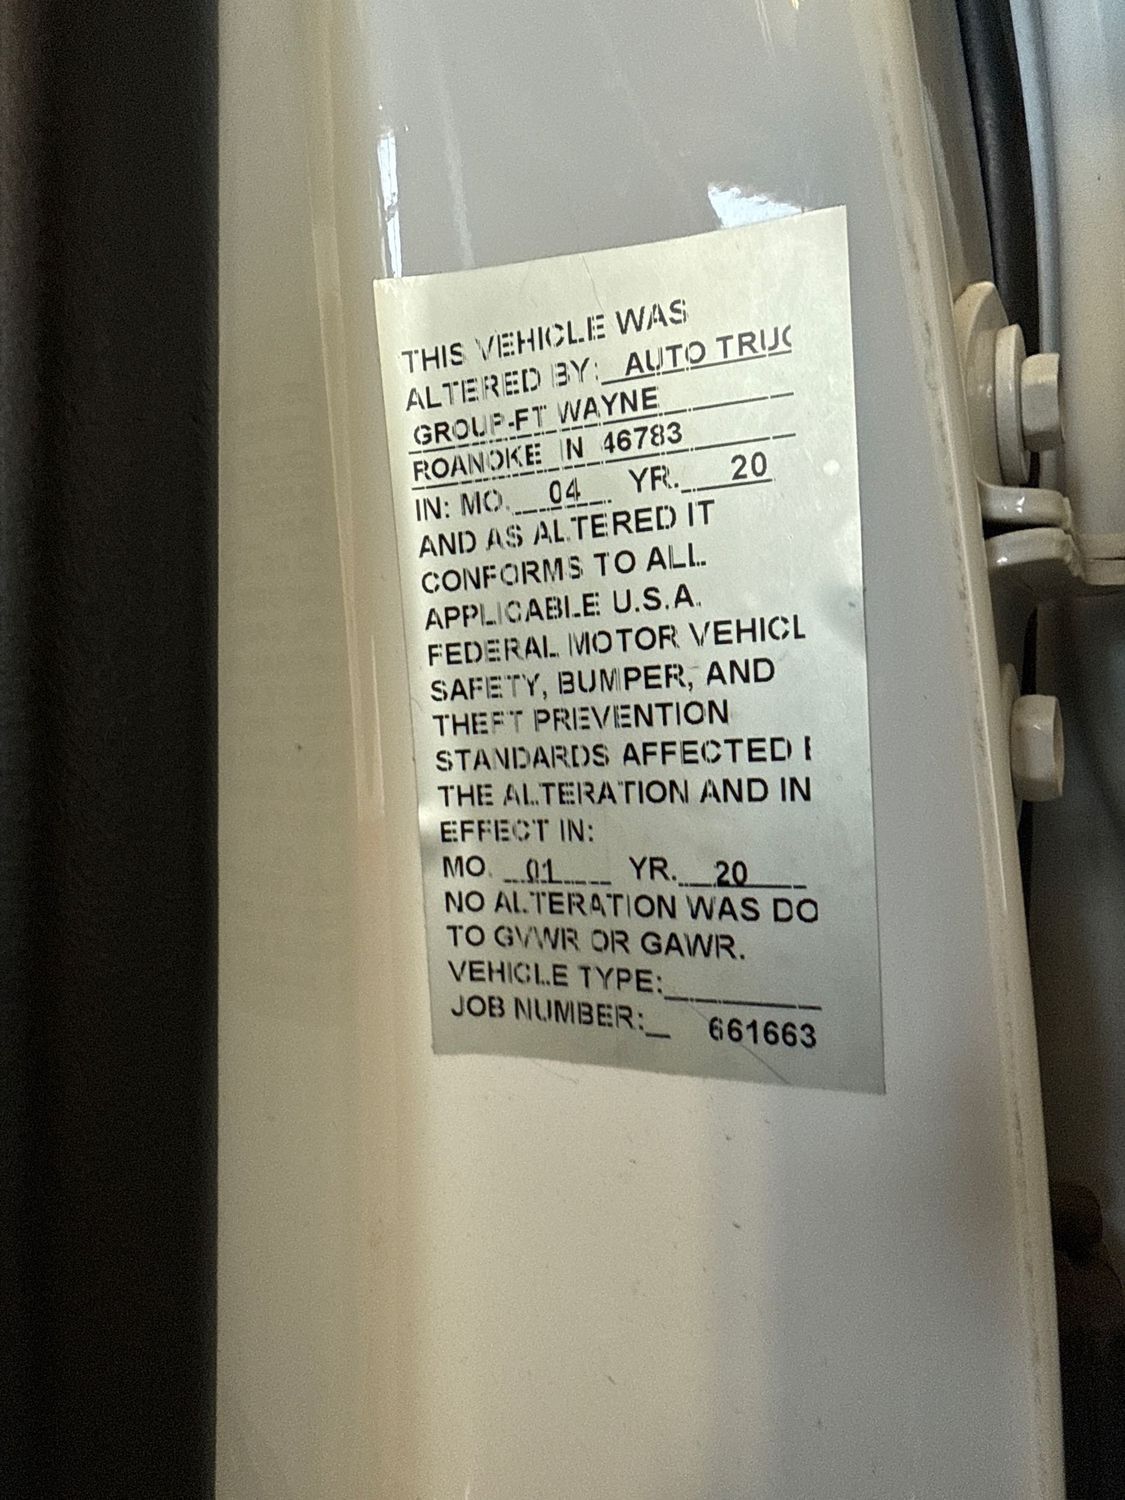 THIS VEHICLE WAS
ALTERED BY: AUTO TRUC
GROUP-FT WAYNE
ROANOKE IN 46783
IN: MO. 04 YR. 20
AND AS ALTERED IT
CONFORMS TO ALL
APPLICABLE U.S.A.
FEDERAL MOTOR VEHICL
SAFETY, BUMPER, AND
THEFT PREVENTION
STANDARDS AFFECTED
THE ALTERATION AND IN
EFFECT IN:
MO. 01 YR. 20
NO ALTERATION WAS DO
TO GVWR OR GAWR.
VEHICLE TYPE:
JOB NUMBER: 661663